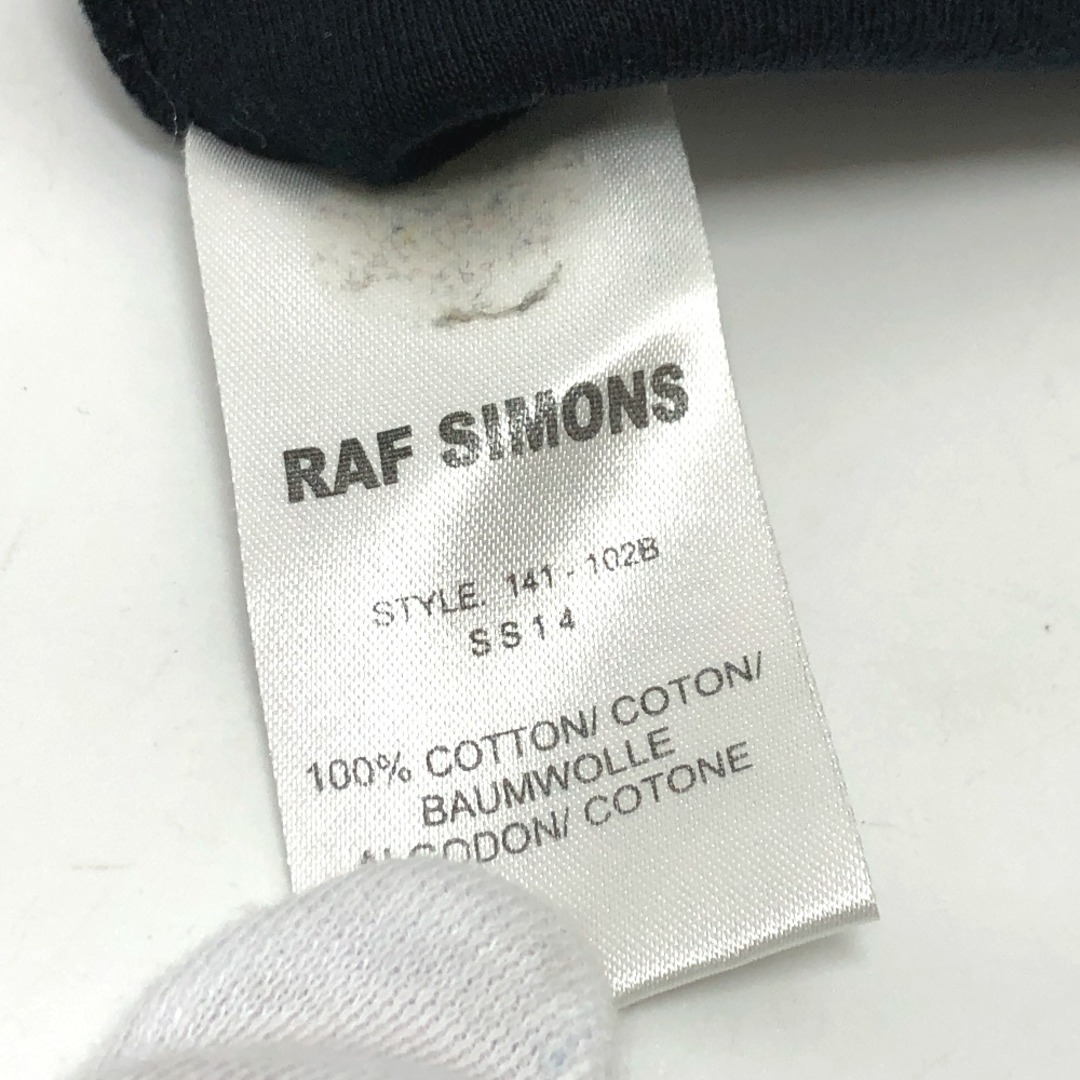 RAF SIMONS
STYLE. 141 - 102B
SS14
100% COTTON/ COTON/
BAUMWOLLE
ALGODON/ COTONE